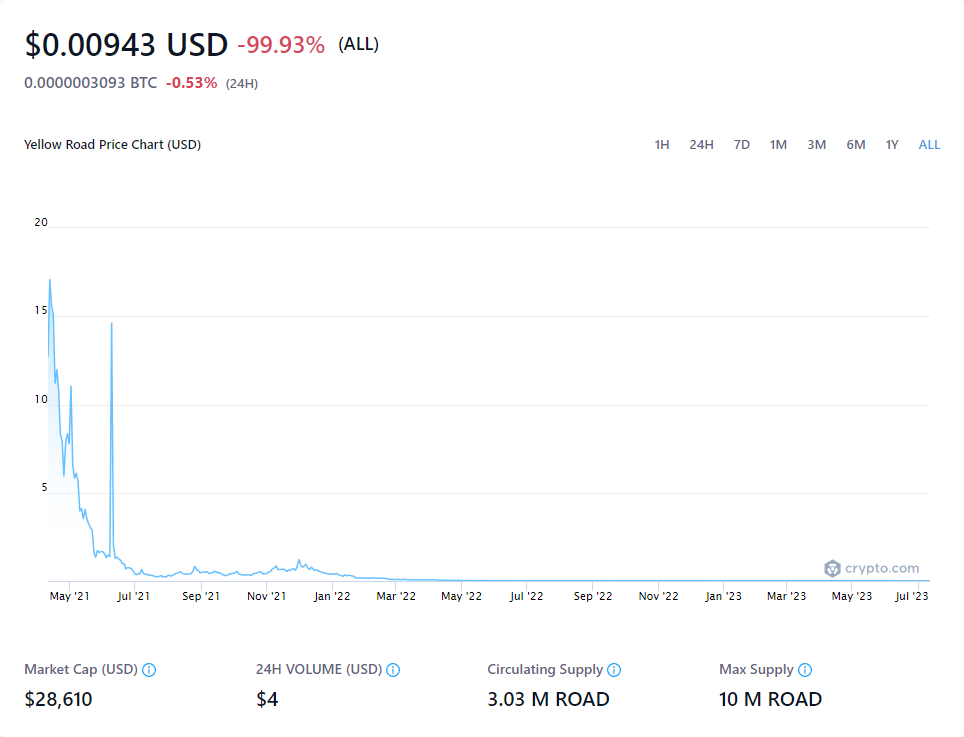 $0.00943 USD -99.93% (ALL)
0.0000003093 BTC -0.53% (24H)
Yellow Road Price Chart (USD) 1H 24H 7D 1M 3M 6M 1Y ALL
20
15
10
5
crypto.com
May '21 Jul '21 Sep '21 Nov '21 Jan '22 Mar '22 May '22 Jul '22 Sep '22 Nov '22 Jan '23 Mar '23 May '23 Jul '23
Market Cap (USD) 24H VOLUME (USD) Circulating Supply Max Supply
$28,610 $4 3.03 M ROAD 10 M ROAD